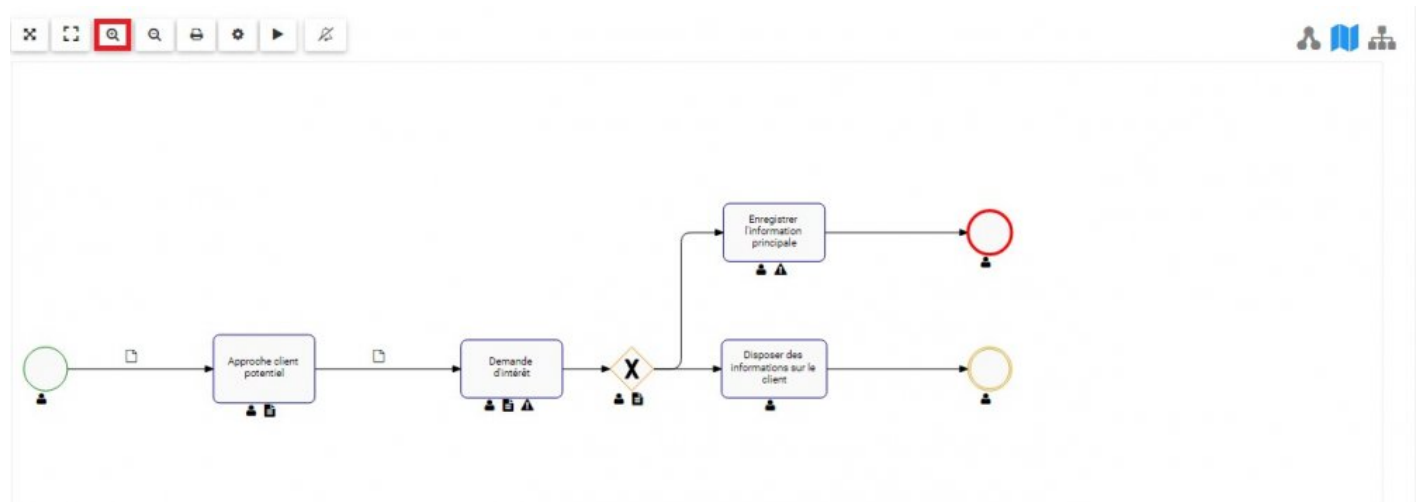 Enregistrer
l'information
principale
Approche client
potentiel
Demande
d'intérêt
X
Disposer des
informations sur le
client